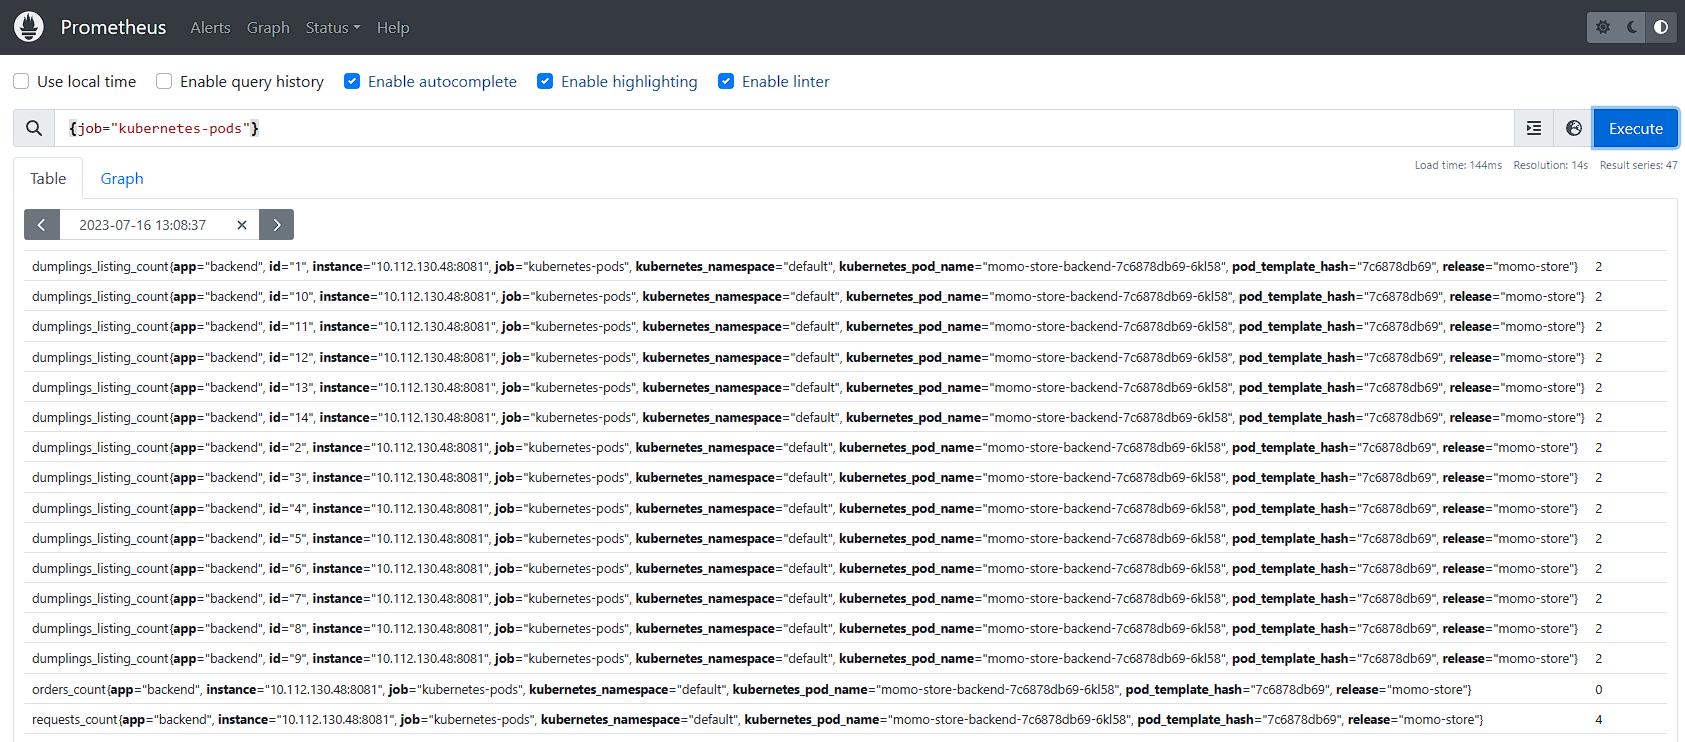 Prometheus Alerts Graph Status Help
Use local time Enable query history Enable autocomplete Enable highlighting Enable linter
{job="kubernetes-pods"} Execute
Load time: 144ms Resolution: 14s Result series: 47
Table Graph
2023-07-16 13:08:37
dumplings_listing_count{app="backend", id="1", instance="10.112.130.48:8081", job="kubernetes-pods", kubernetes_namespace="default", kubernetes_pod_name="momo-store-backend-7c6878db69-6kl58", pod_template_hash="7c6878db69", release="momo-store"} 2
dumplings_listing_count{app="backend", id="10", instance="10.112.130.48:8081", job="kubernetes-pods", kubernetes_namespace="default", kubernetes_pod_name="momo-store-backend-7c6878db69-6kl58", pod_template_hash="7c6878db69", release="momo-store"} 2
dumplings_listing_count{app="backend", id="11", instance="10.112.130.48:8081", job="kubernetes-pods", kubernetes_namespace="default", kubernetes_pod_name="momo-store-backend-7c6878db69-6kl58", pod_template_hash="7c6878db69", release="momo-store"} 2
dumplings_listing_count{app="backend", id="12", instance="10.112.130.48:8081", job="kubernetes-pods", kubernetes_namespace="default", kubernetes_pod_name="momo-store-backend-7c6878db69-6kl58", pod_template_hash="7c6878db69", release="momo-store"} 2
dumplings_listing_count{app="backend", id="13", instance="10.112.130.48:8081", job="kubernetes-pods", kubernetes_namespace="default", kubernetes_pod_name="momo-store-backend-7c6878db69-6kl58", pod_template_hash="7c6878db69", release="momo-store"} 2
dumplings_listing_count{app="backend", id="14", instance="10.112.130.48:8081", job="kubernetes-pods", kubernetes_namespace="default", kubernetes_pod_name="momo-store-backend-7c6878db69-6kl58", pod_template_hash="7c6878db69", release="momo-store"} 2
dumplings_listing_count{app="backend", id="2", instance="10.112.130.48:8081", job="kubernetes-pods", kubernetes_namespace="default", kubernetes_pod_name="momo-store-backend-7c6878db69-6kl58", pod_template_hash="7c6878db69", release="momo-store"} 2
dumplings_listing_count{app="backend", id="3", instance="10.112.130.48:8081", job="kubernetes-pods", kubernetes_namespace="default", kubernetes_pod_name="momo-store-backend-7c6878db69-6kl58", pod_template_hash="7c6878db69", release="momo-store"} 2
dumplings_listing_count{app="backend", id="4", instance="10.112.130.48:8081", job="kubernetes-pods", kubernetes_namespace="default", kubernetes_pod_name="momo-store-backend-7c6878db69-6kl58", pod_template_hash="7c6878db69", release="momo-store"} 2
dumplings_listing_count{app="backend", id="5", instance="10.112.130.48:8081", job="kubernetes-pods", kubernetes_namespace="default", kubernetes_pod_name="momo-store-backend-7c6878db69-6kl58", pod_template_hash="7c6878db69", release="momo-store"} 2
dumplings_listing_count{app="backend", id="6", instance="10.112.130.48:8081", job="kubernetes-pods", kubernetes_namespace="default", kubernetes_pod_name="momo-store-backend-7c6878db69-6kl58", pod_template_hash="7c6878db69", release="momo-store"} 2
dumplings_listing_count{app="backend", id="7", instance="10.112.130.48:8081", job="kubernetes-pods", kubernetes_namespace="default", kubernetes_pod_name="momo-store-backend-7c6878db69-6kl58", pod_template_hash="7c6878db69", release="momo-store"} 2
dumplings_listing_count{app="backend", id="8", instance="10.112.130.48:8081", job="kubernetes-pods", kubernetes_namespace="default", kubernetes_pod_name="momo-store-backend-7c6878db69-6kl58", pod_template_hash="7c6878db69", release="momo-store"} 2
dumplings_listing_count{app="backend", id="9", instance="10.112.130.48:8081", job="kubernetes-pods", kubernetes_namespace="default", kubernetes_pod_name="momo-store-backend-7c6878db69-6kl58", pod_template_hash="7c6878db69", release="momo-store"} 2
orders_count{app="backend", instance="10.112.130.48:8081", job="kubernetes-pods", kubernetes_namespace="default", kubernetes_pod_name="momo-store-backend-7c6878db69-6kl58", pod_template_hash="7c6878db69", release="momo-store"} 0
requests_count{app="backend", instance="10.112.130.48:8081", job="kubernetes-pods", kubernetes_namespace="default", kubernetes_pod_name="momo-store-backend-7c6878db69-6kl58", pod_template_hash="7c6878db69", release="momo-store"} 4